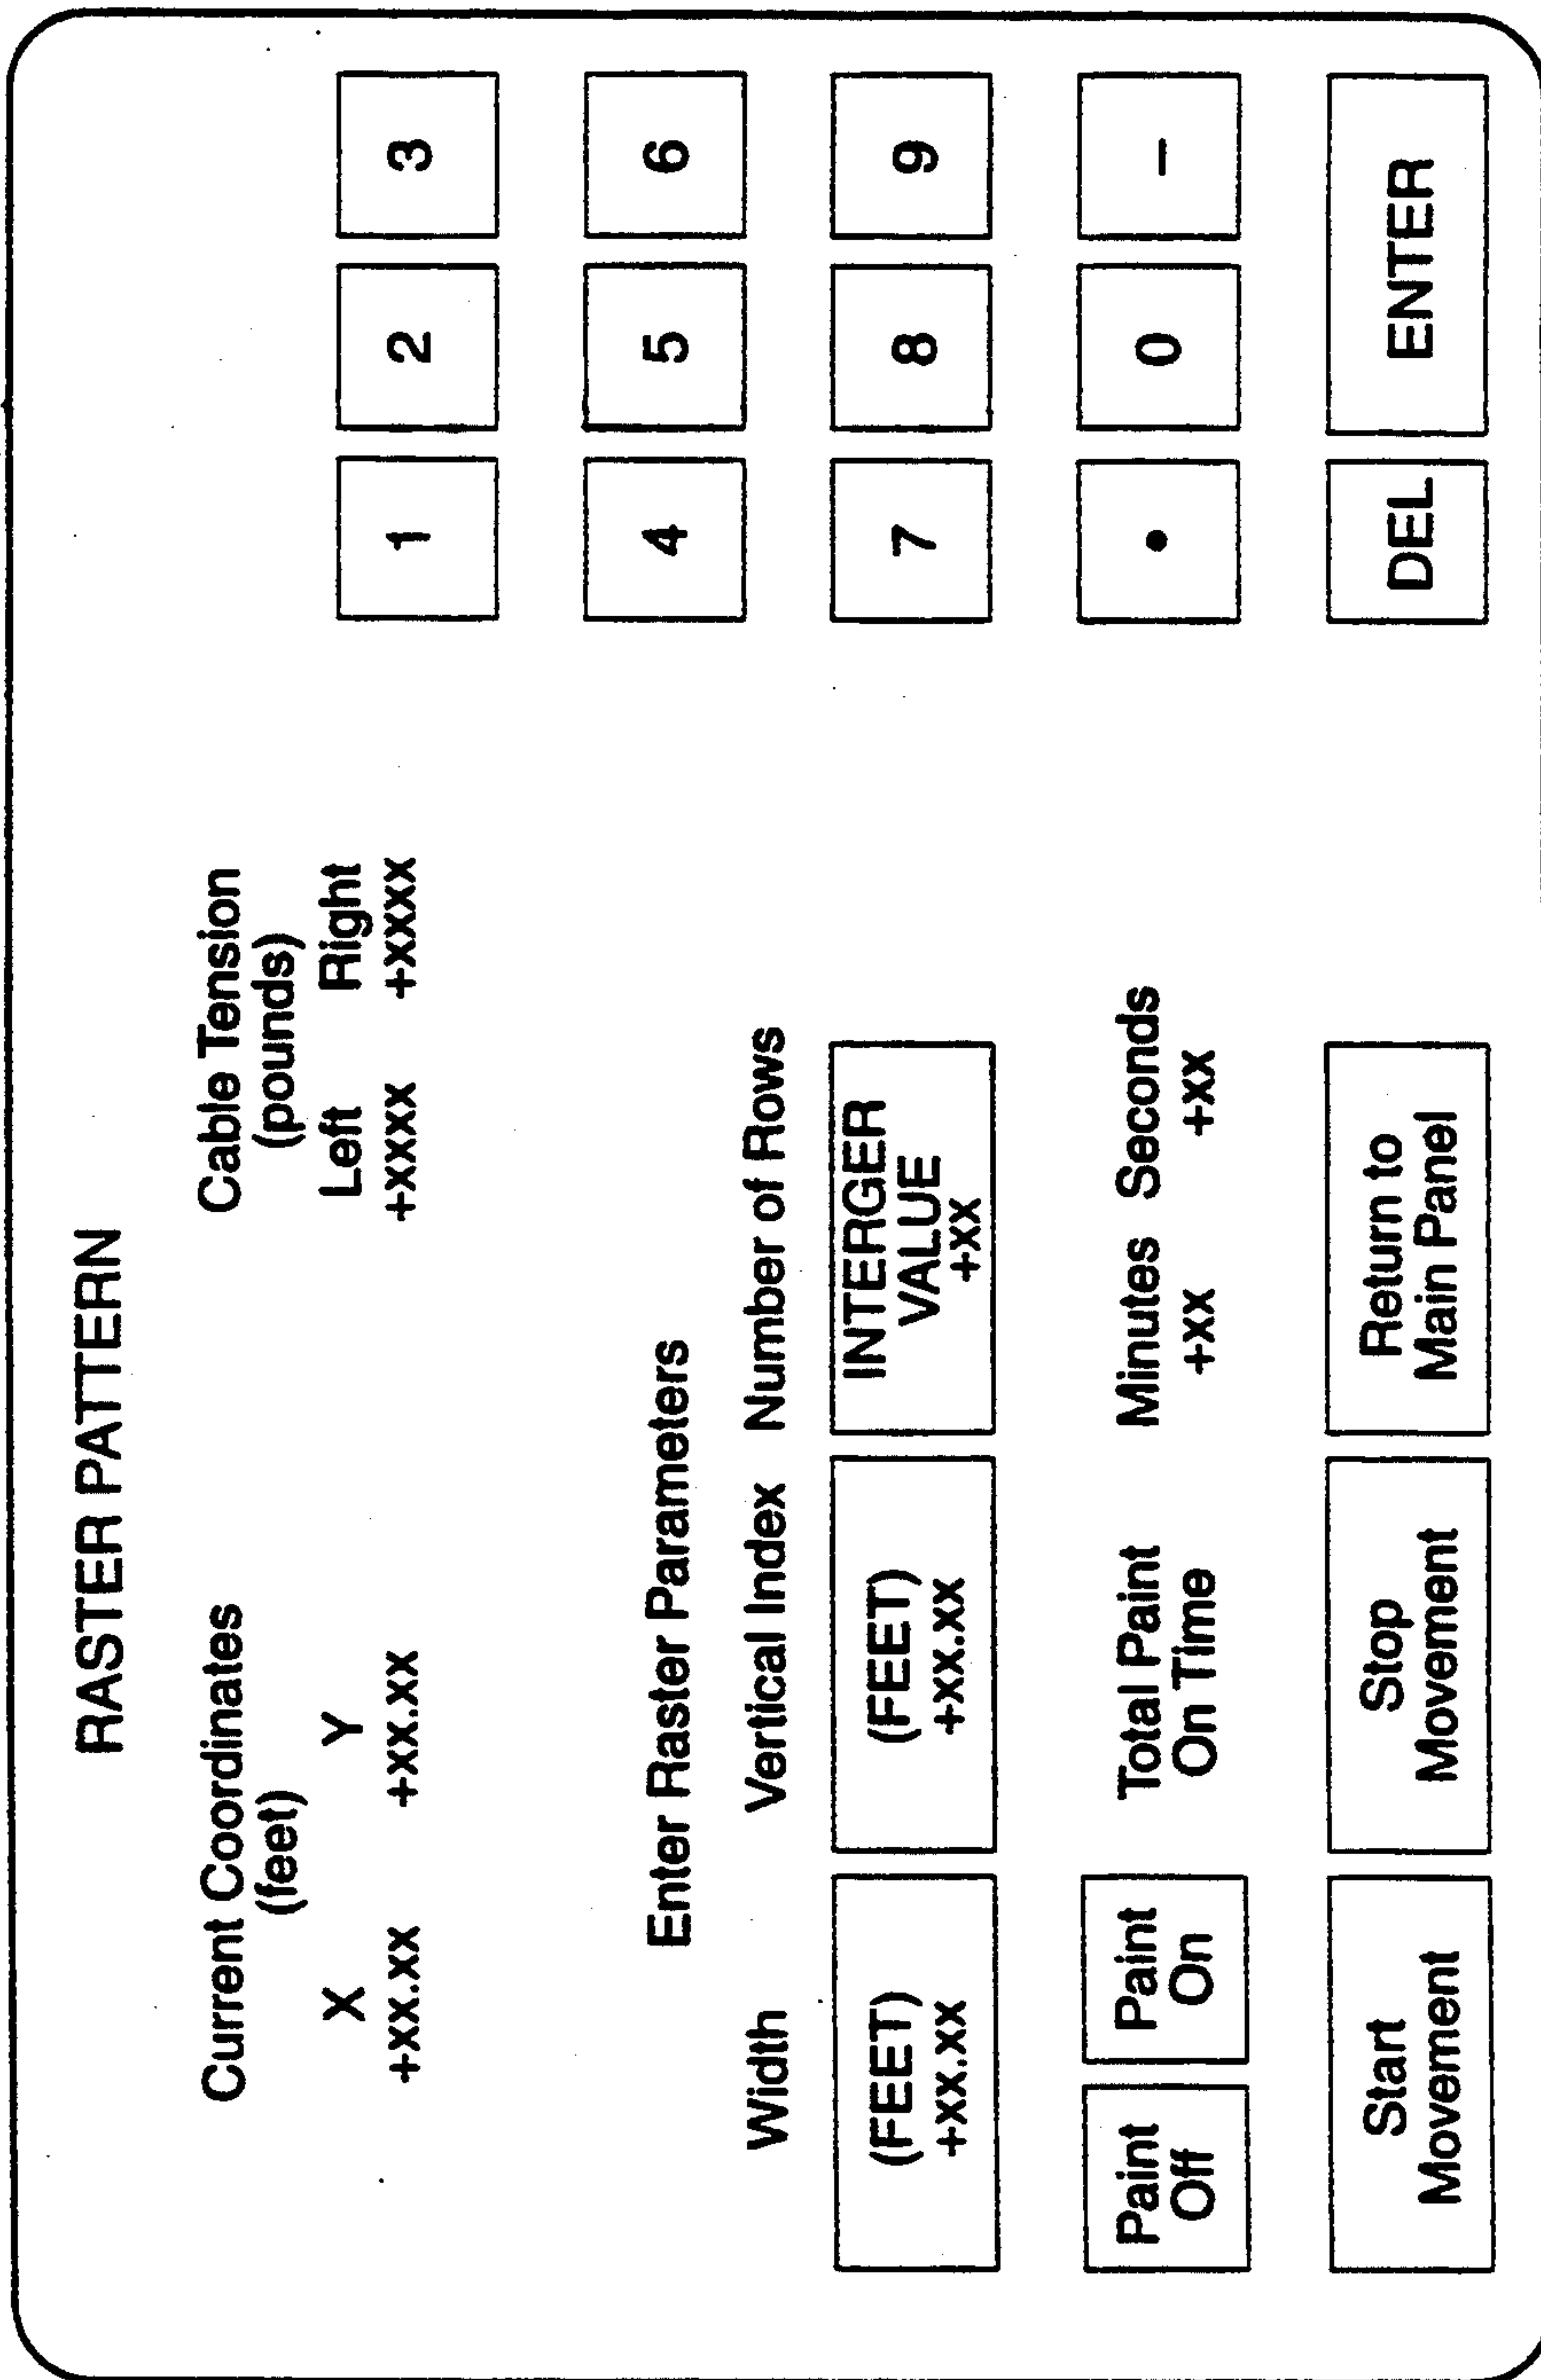 RASTER PATTERN
Current Coordinates
(feet)
X Y
+xx.xx +xx.xx
Cable Tension
(pounds)
Left Right
+xxxx +xxxx
Enter Raster Parameters
Width Vertical Index Number of Rows
(FEET)
+xx.xx
(FEET)
+xx.xx
INTERGER
VALUE
+xx
Paint
Off
Paint
On
Total Paint
On Time
Minutes Seconds
+xx +xx
Start
Movement
Stop
Movement
Return to
Main Panel
1 2 3
4 5 6
7 8 9
• 0 –
DEL ENTER